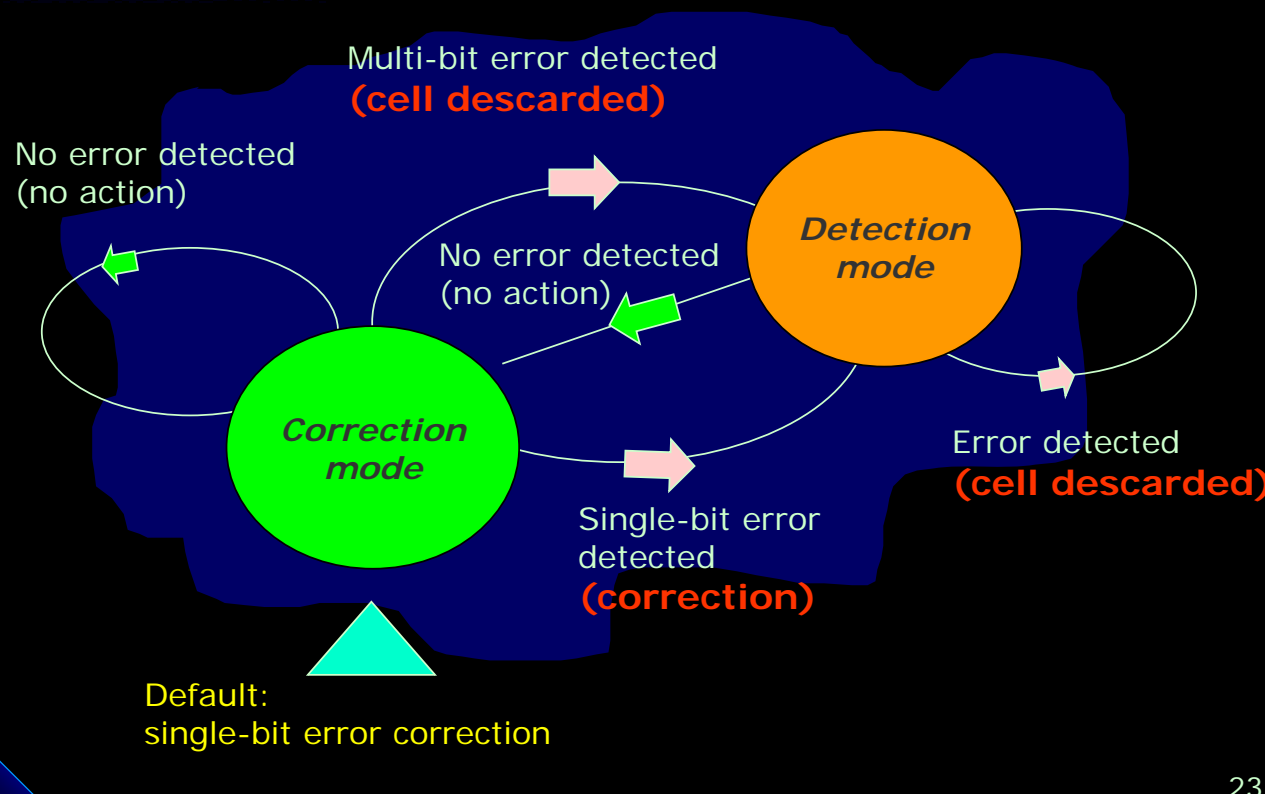 Multi-bit error detected
(cell descarded)
No error detected
(no action)
Detection
mode
No error detected
(no action)
Correction
mode
Error detected
(cell descarded)
Single-bit error
detected
(correction)
Default:
single-bit error correction
23